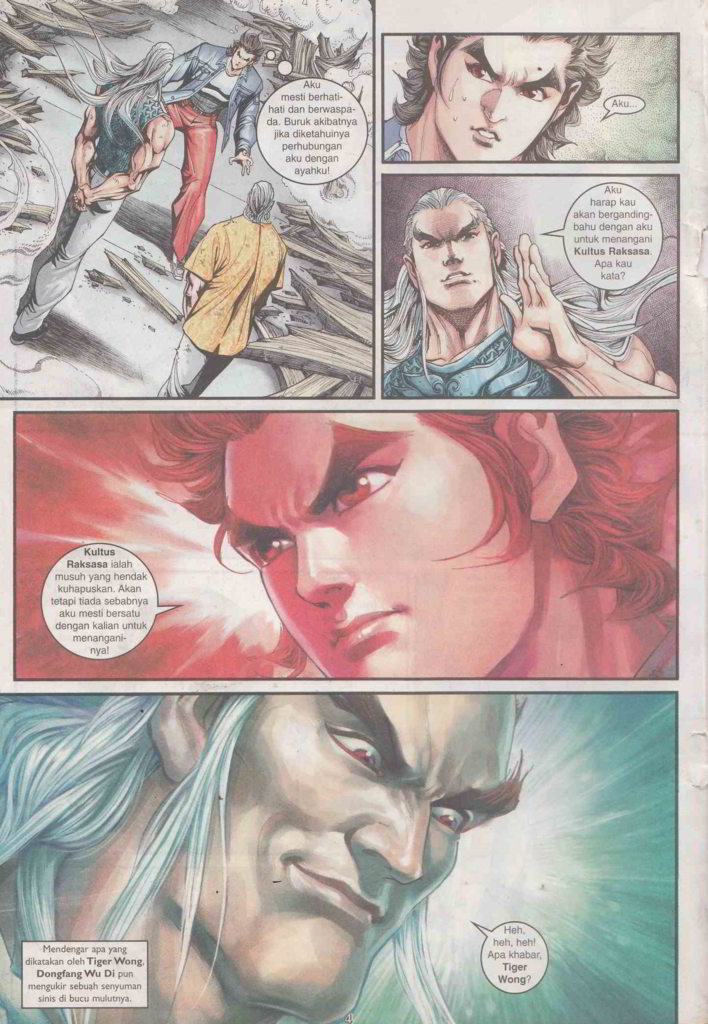 Aku
mesti berhati-
hati dan berwaspa-
da. Buruk akibatnya
jika diketahuinya
perhubungan
aku dengan
ayahku!
Aku...
Aku
harap kau
akan berganding-
bahu dengan aku
untuk menangani
Kultus Raksasa.
Apa kau
kata?
Kultus
Raksasa ialah
musuh yang hendak
kuhapuskan. Akan
tetapi tiada sebabnya
aku mesti bersatu
dengan kalian untuk
menangani-
nya!
Heh,
heh, heh!
Apa khabar,
Tiger
Wong?
Mendengar apa yang
dikatakan oleh Tiger Wong,
Dongfang Wu Di pun
mengukir sebuah senyuman
sinis di bucu mulutnya.
4